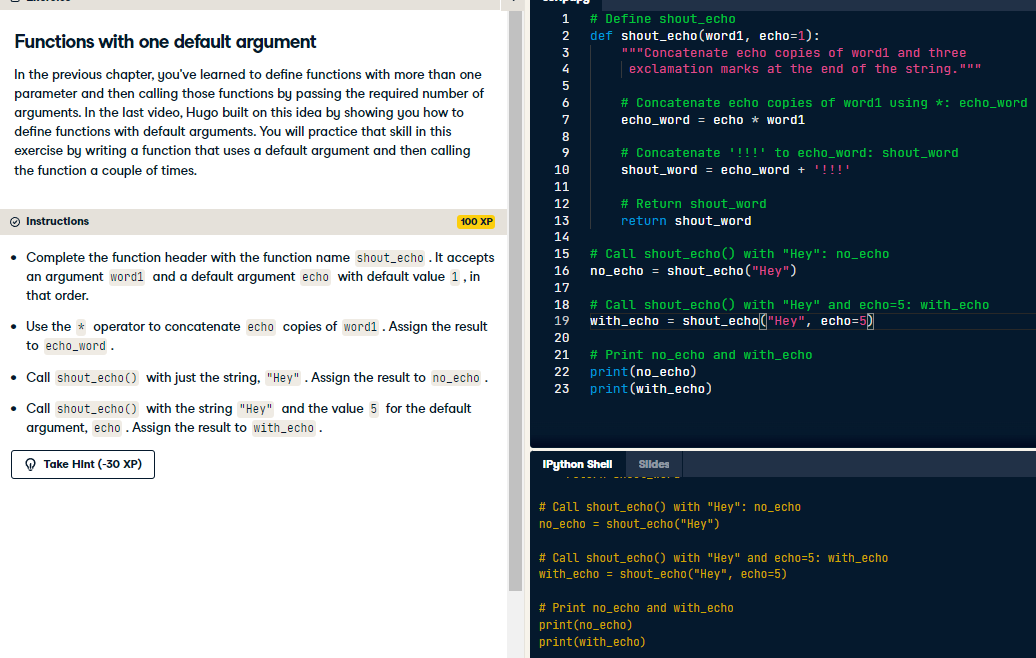 Functions with one default argument
In the previous chapter, you've learned to define functions with more than one
parameter and then calling those functions by passing the required number of
arguments. In the last video, Hugo built on this idea by showing you how to
define functions with default arguments. You will practice that skill in this
exercise by writing a function that uses a default argument and then calling
the function a couple of times.
Instructions
100 XP
• Complete the function header with the function name shout_echo . It accepts
an argument word1 and a default argument echo with default value 1 , in
that order.
• Use the * operator to concatenate echo copies of word1 . Assign the result
to echo_word .
• Call shout_echo() with just the string, "Hey" . Assign the result to no_echo .
• Call shout_echo() with the string "Hey" and the value 5 for the default
argument, echo . Assign the result to with_echo .
Take Hint (-30 XP)
1 # Define shout_echo
2 def shout_echo(word1, echo=1):
3 """Concatenate echo copies of word1 and three
4 exclamation marks at the end of the string."""
5
6 # Concatenate echo copies of word1 using *: echo_word
7 echo_word = echo * word1
8
9 # Concatenate '!!!' to echo_word: shout_word
10 shout_word = echo_word + '!!!'
11
12 # Return shout_word
13 return shout_word
14
15 # Call shout_echo() with "Hey": no_echo
16 no_echo = shout_echo("Hey")
17
18 # Call shout_echo() with "Hey" and echo=5: with_echo
19 with_echo = shout_echo("Hey", echo=5)
20
21 # Print no_echo and with_echo
22 print(no_echo)
23 print(with_echo)
IPython Shell
Slides
# Call shout_echo() with "Hey": no_echo
no_echo = shout_echo("Hey")
# Call shout_echo() with "Hey" and echo=5: with_echo
with_echo = shout_echo("Hey", echo=5)
# Print no_echo and with_echo
print(no_echo)
print(with_echo)